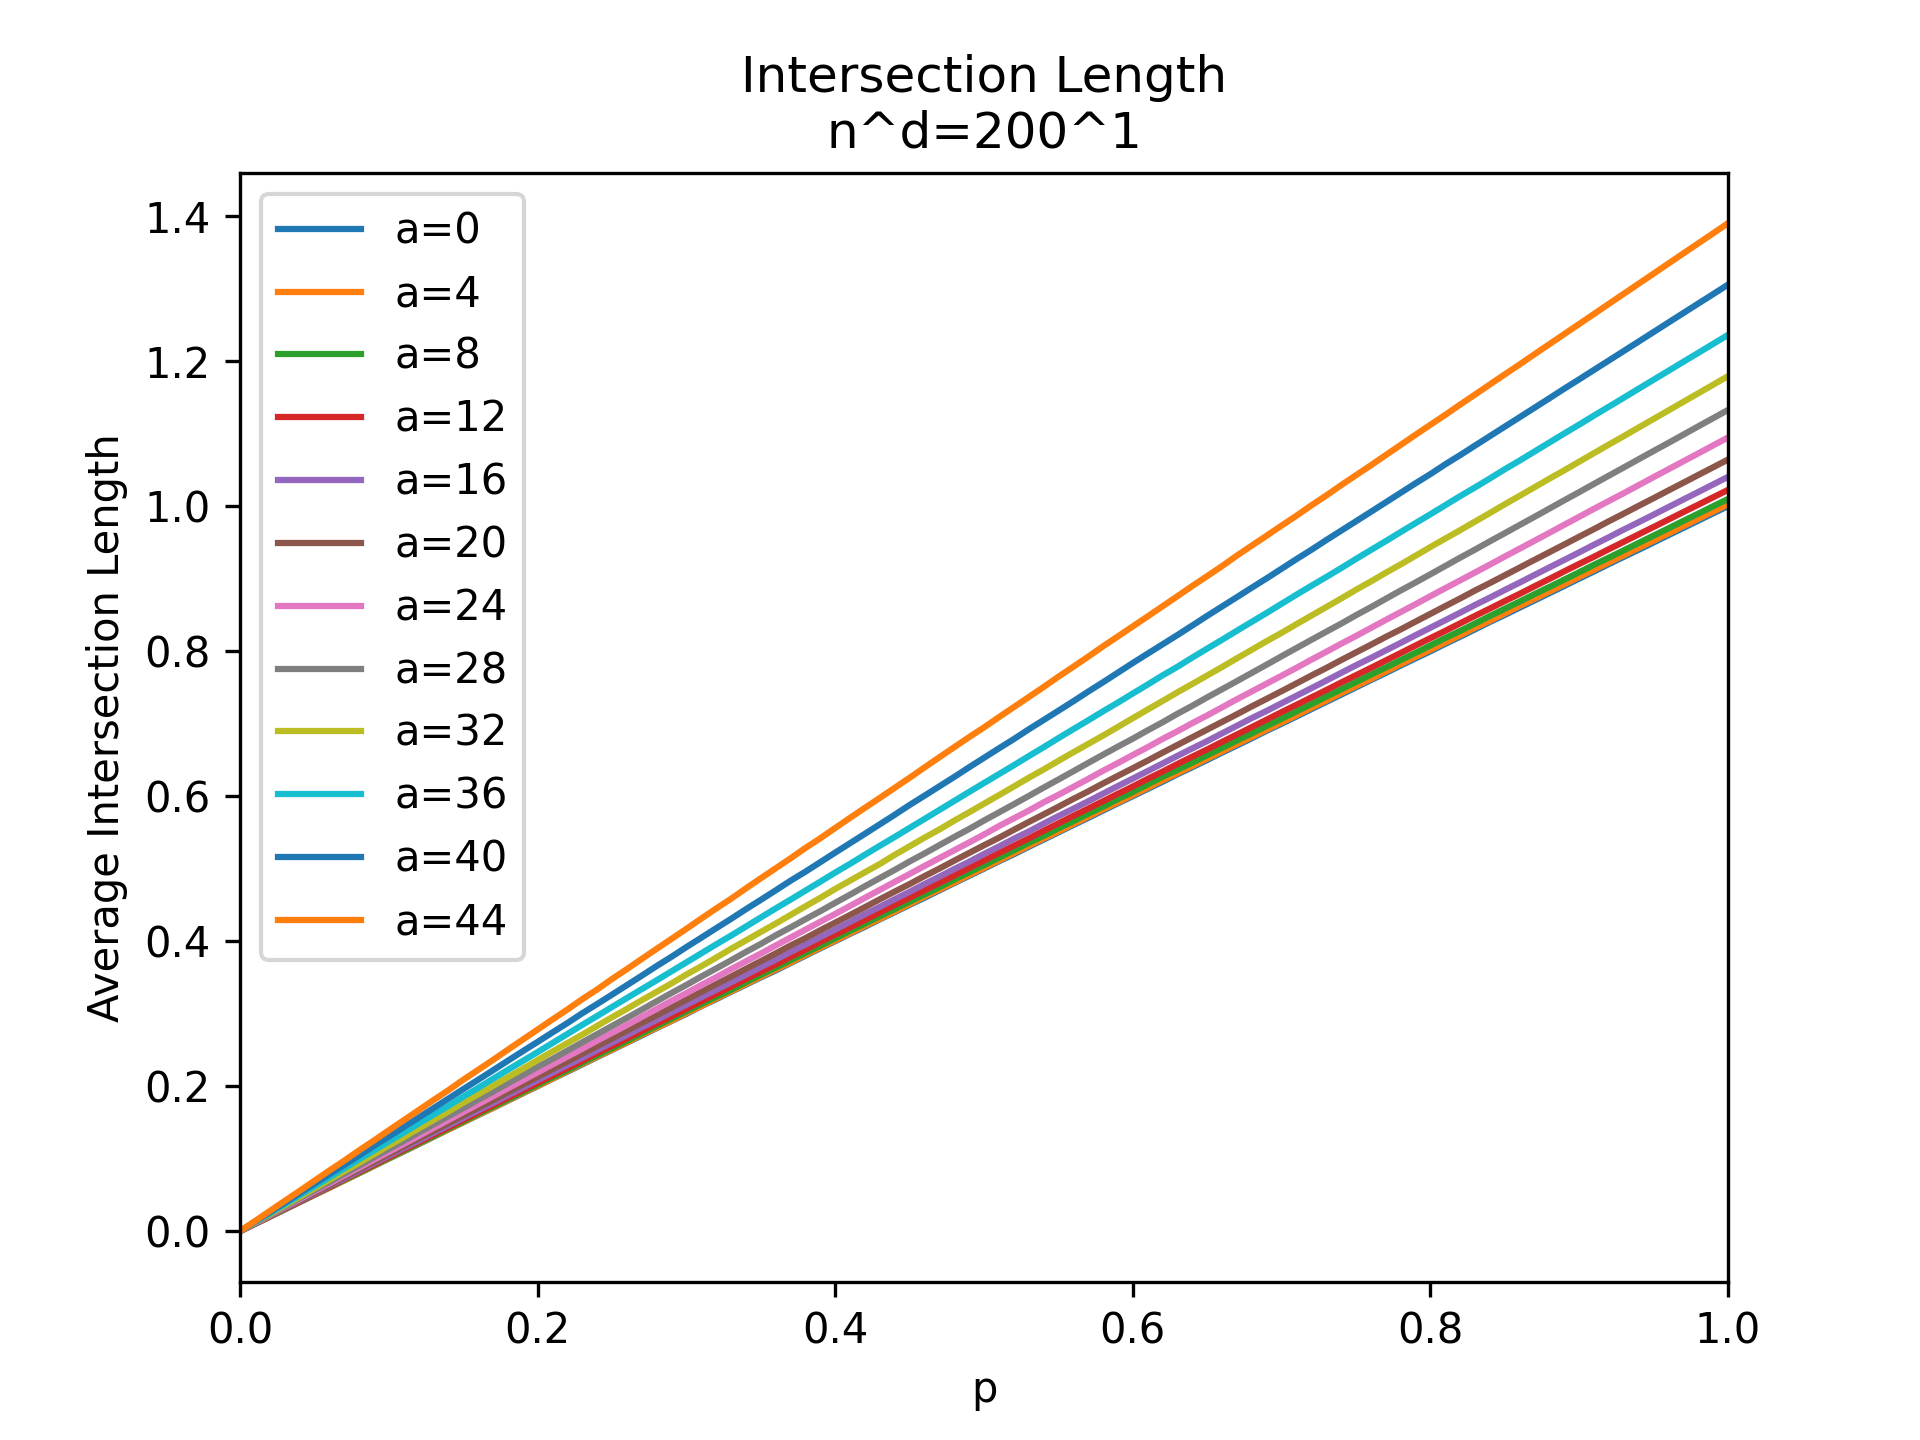 Intersection Length
n^d=200^1
Average Intersection Length
1.4
1.2
1.0
0.8
0.6
0.4
0.2
0.0
a=0
a=4
a=8
a=12
a=16
a=20
a=24
a=28
a=32
a=36
a=40
a=44
0.0 0.2 0.4 0.6 0.8 1.0
p